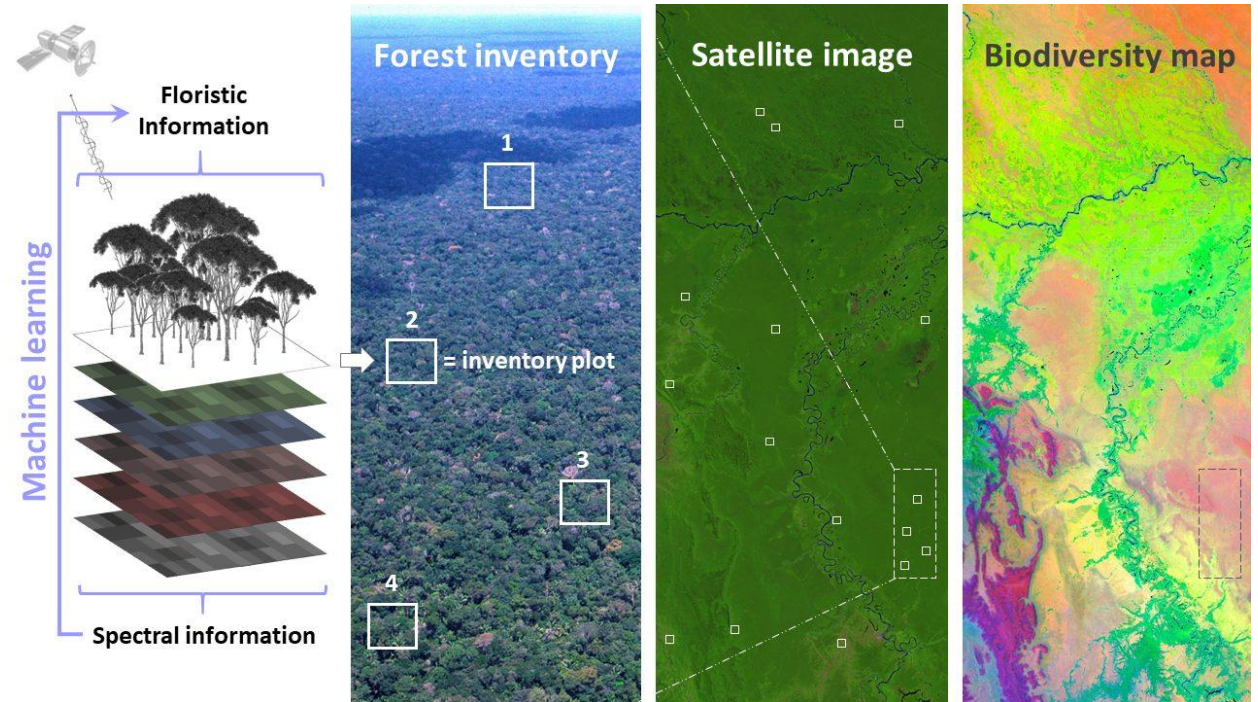 Floristic
Information
Machine learning
Spectral information
Forest inventory
1
2
= inventory plot
3
4
Satellite image
Biodiversity map